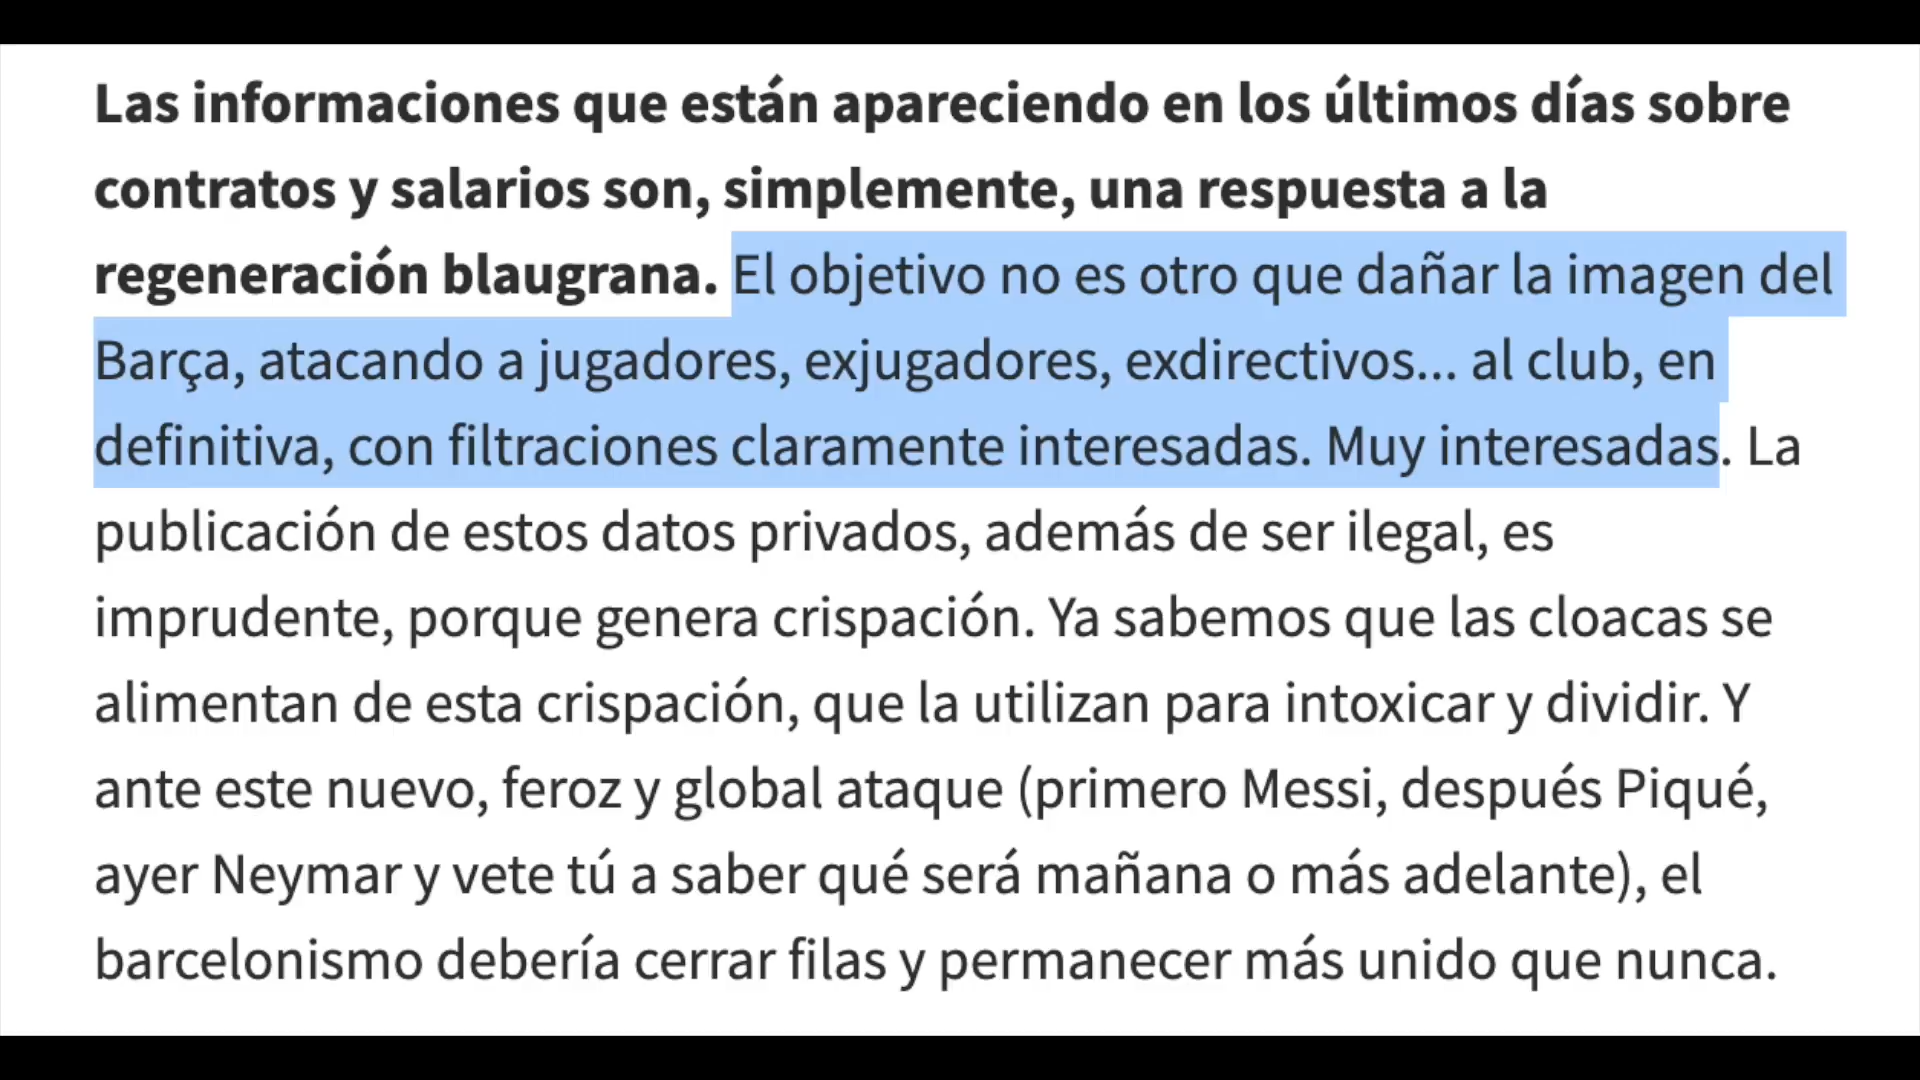 Las informaciones que están apareciendo en los últimos días sobre
contratos y salarios son, simplemente, una respuesta a la
regeneración blaugrana. El objetivo no es otro que dañar la imagen del
Barça, atacando a jugadores, exjugadores, exdirectivos... al club, en
definitiva, con filtraciones claramente interesadas. Muy interesadas. La
publicación de estos datos privados, además de ser ilegal, es
imprudente, porque genera crispación. Ya sabemos que las cloacas se
alimentan de esta crispación, que la utilizan para intoxicar y dividir. Y
ante este nuevo, feroz y global ataque (primero Messi, después Piqué,
ayer Neymar y vete tú a saber qué será mañana o más adelante), el
barcelonismo debería cerrar filas y permanecer más unido que nunca.